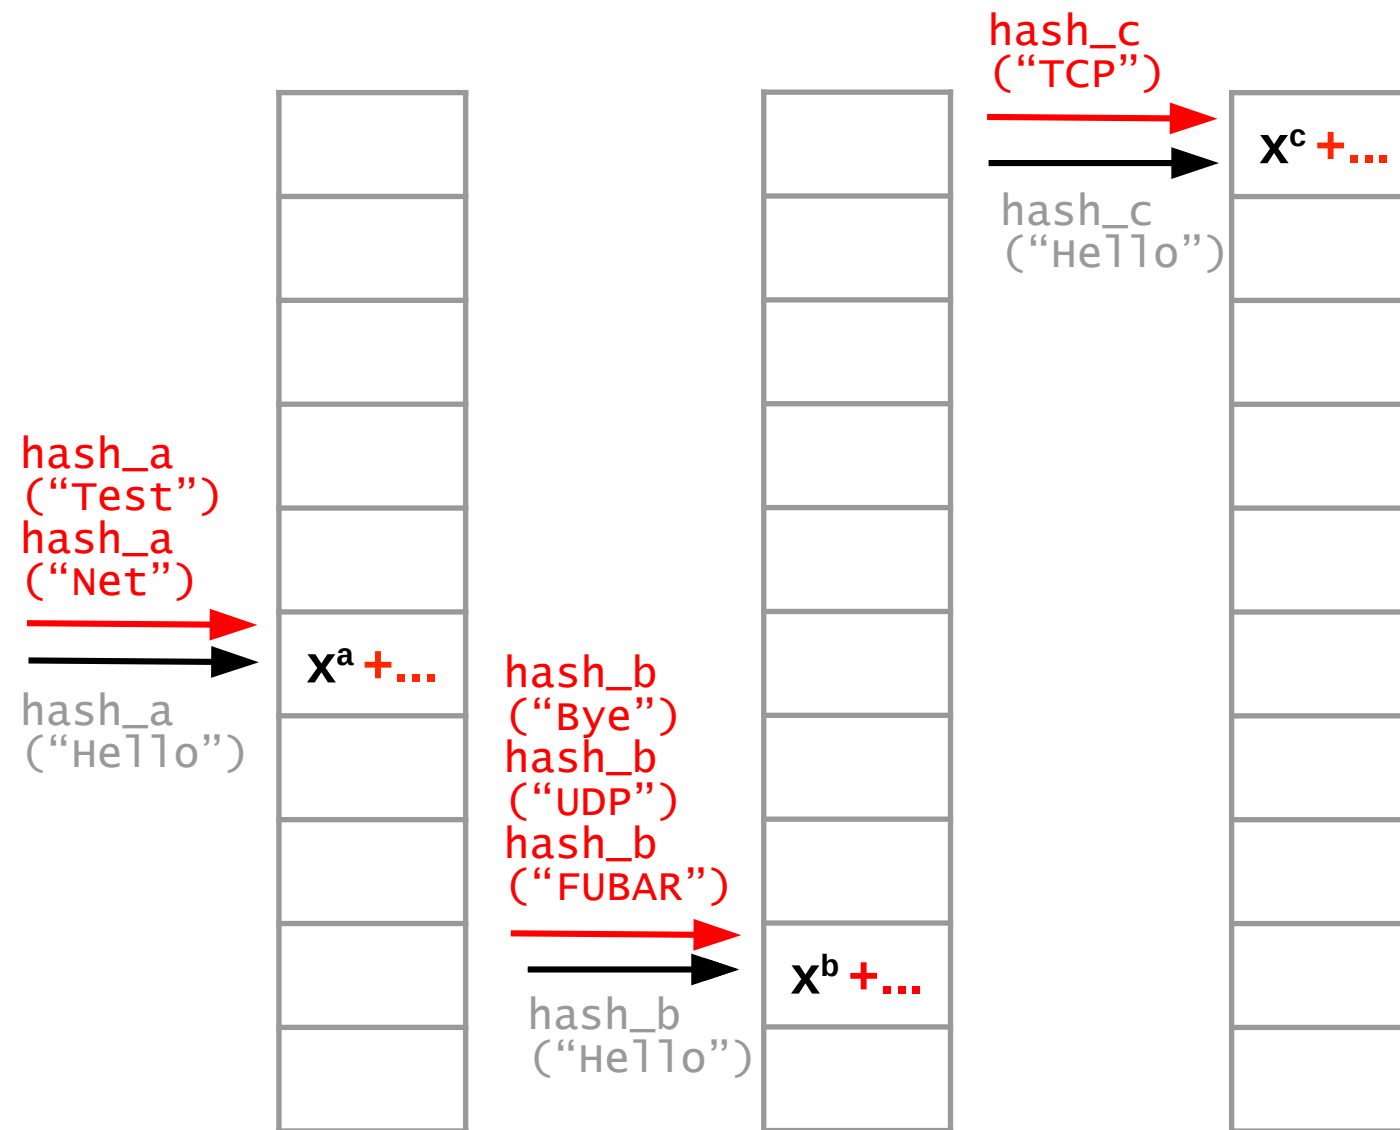 hash_a
(“Test”)
hash_a
(“Net”)
hash_a
(“Hello”)
xᵃ +...
hash_b
(“Bye”)
hash_b
(“UDP”)
hash_b
(“FUBAR”)
hash_b
(“Hello”)
xᵇ +...
hash_c
(“TCP”)
hash_c
(“Hello”)
xᶜ +...